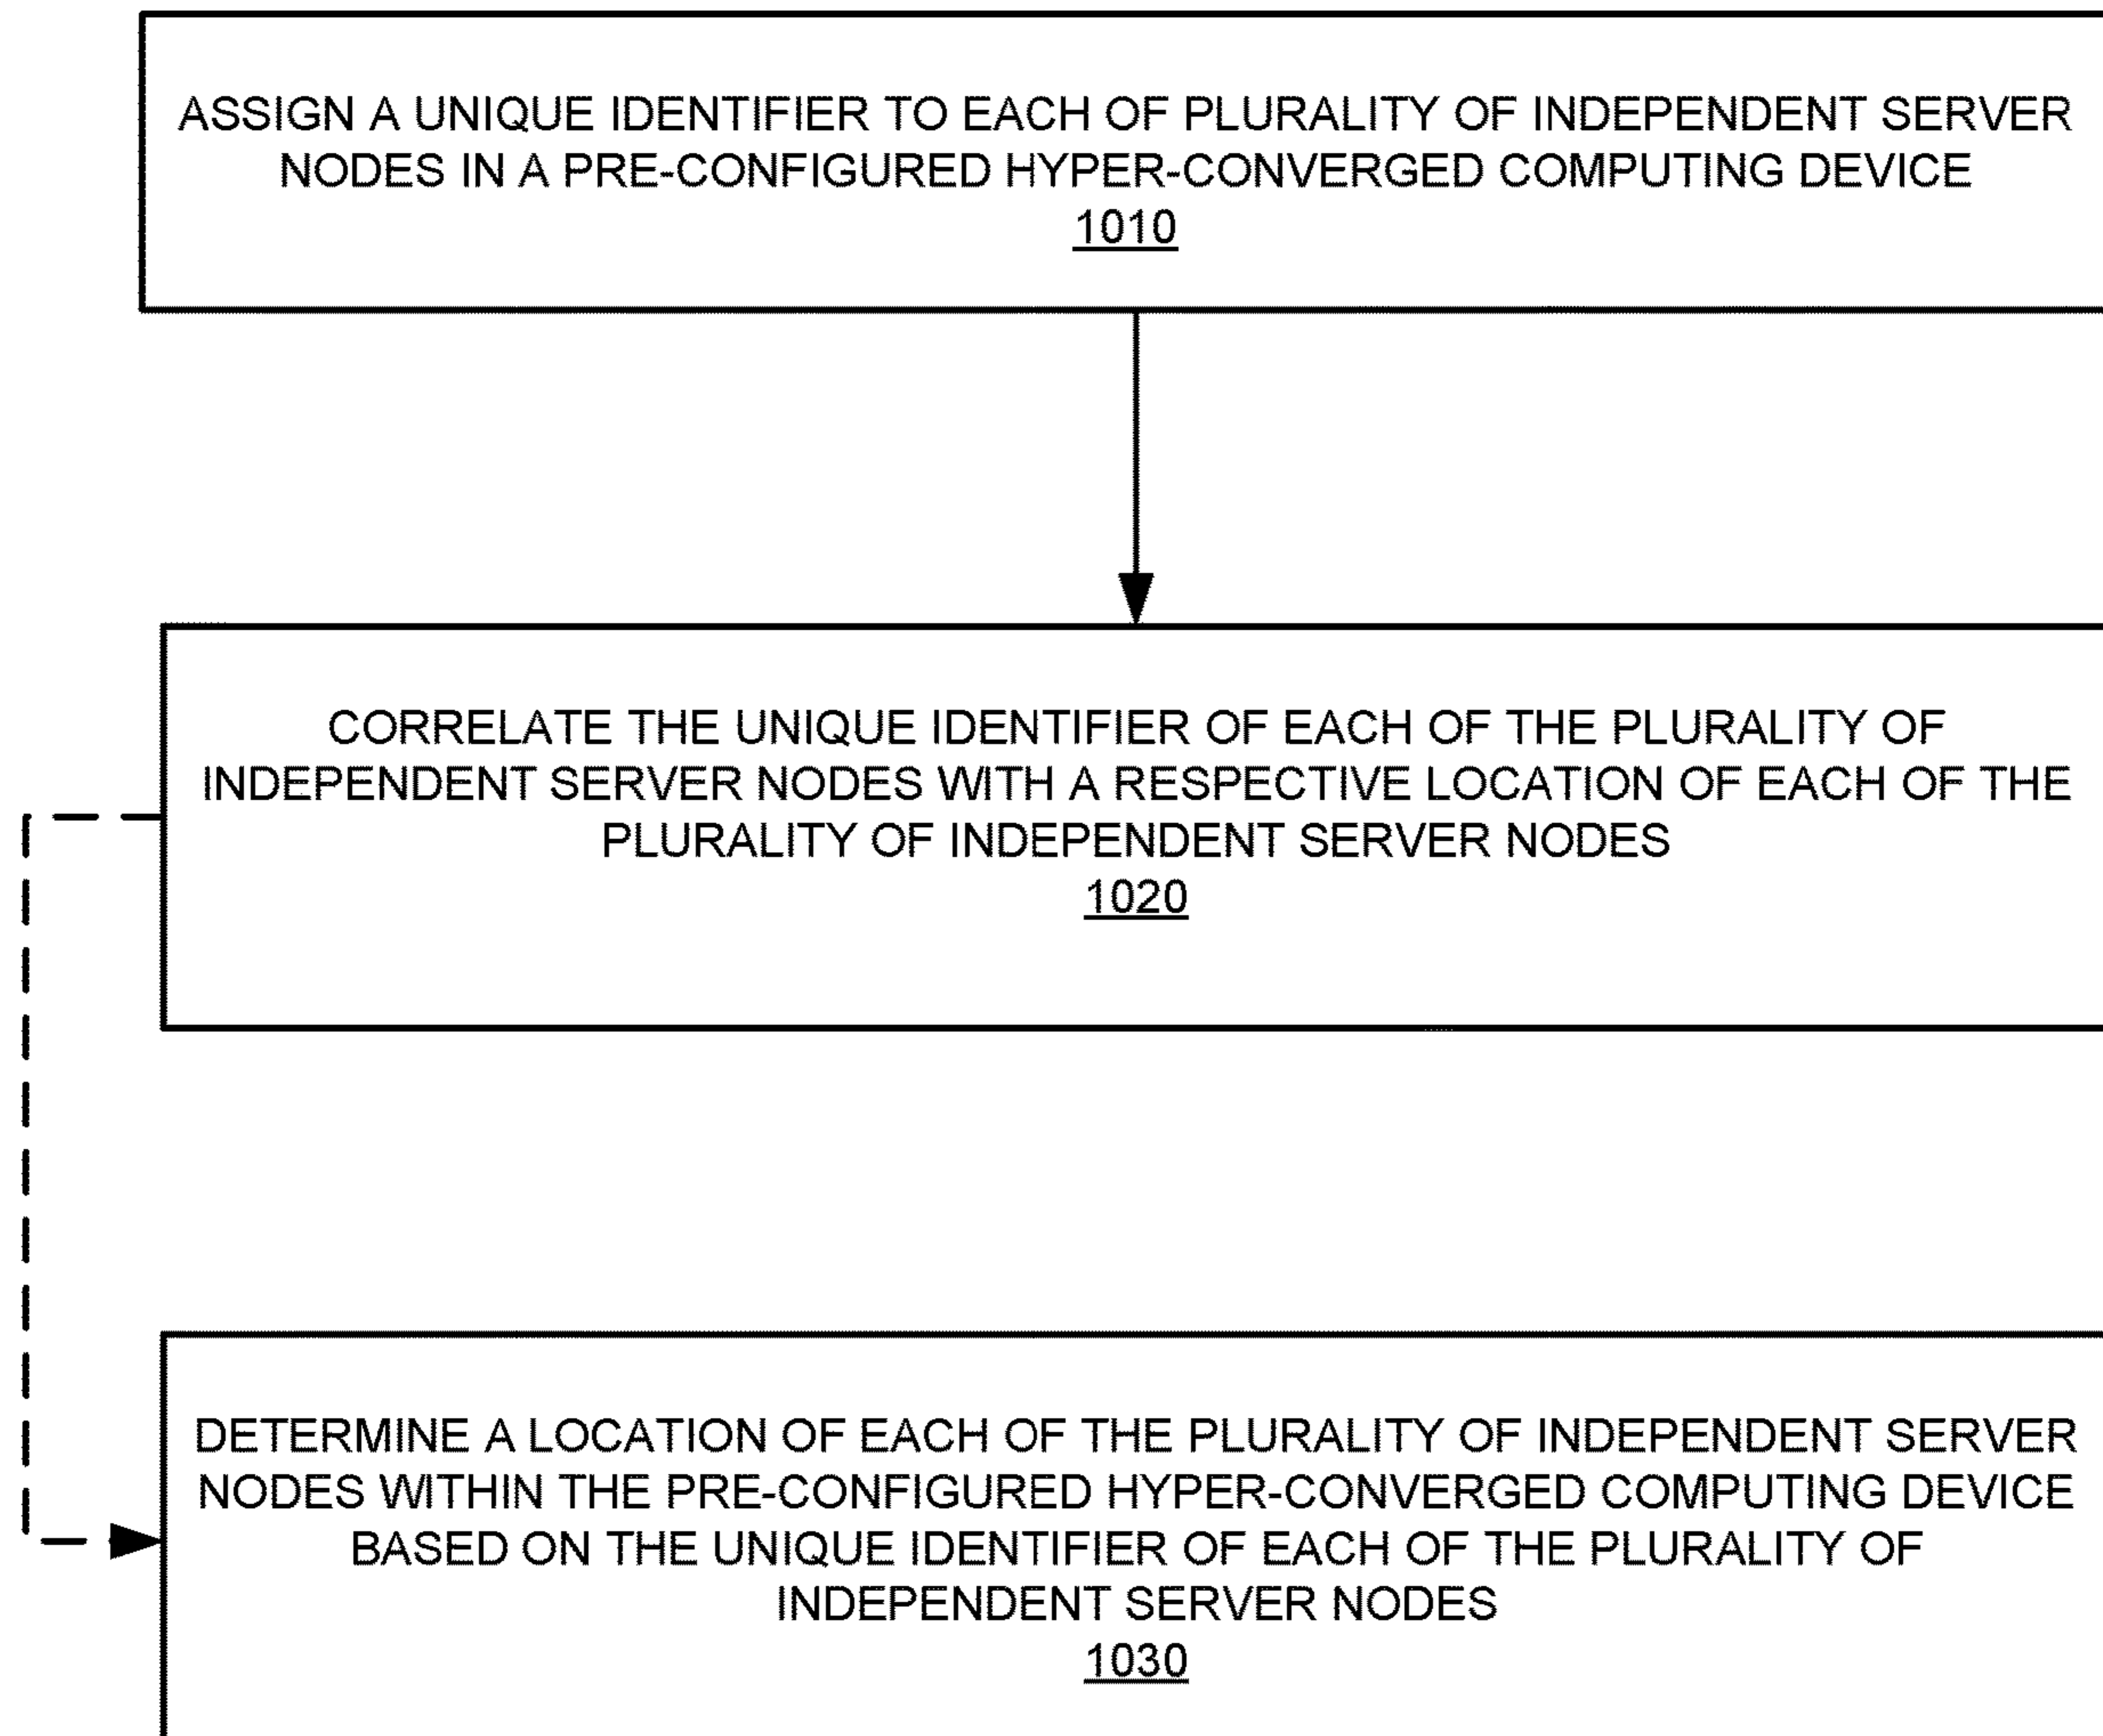 ASSIGN A UNIQUE IDENTIFIER TO EACH OF PLURALITY OF INDEPENDENT SERVER
NODES IN A PRE-CONFIGURED HYPER-CONVERGED COMPUTING DEVICE
1010
CORRELATE THE UNIQUE IDENTIFIER OF EACH OF THE PLURALITY OF
INDEPENDENT SERVER NODES WITH A RESPECTIVE LOCATION OF EACH OF THE
PLURALITY OF INDEPENDENT SERVER NODES
1020
DETERMINE A LOCATION OF EACH OF THE PLURALITY OF INDEPENDENT SERVER
NODES WITHIN THE PRE-CONFIGURED HYPER-CONVERGED COMPUTING DEVICE
BASED ON THE UNIQUE IDENTIFIER OF EACH OF THE PLURALITY OF
INDEPENDENT SERVER NODES
1030